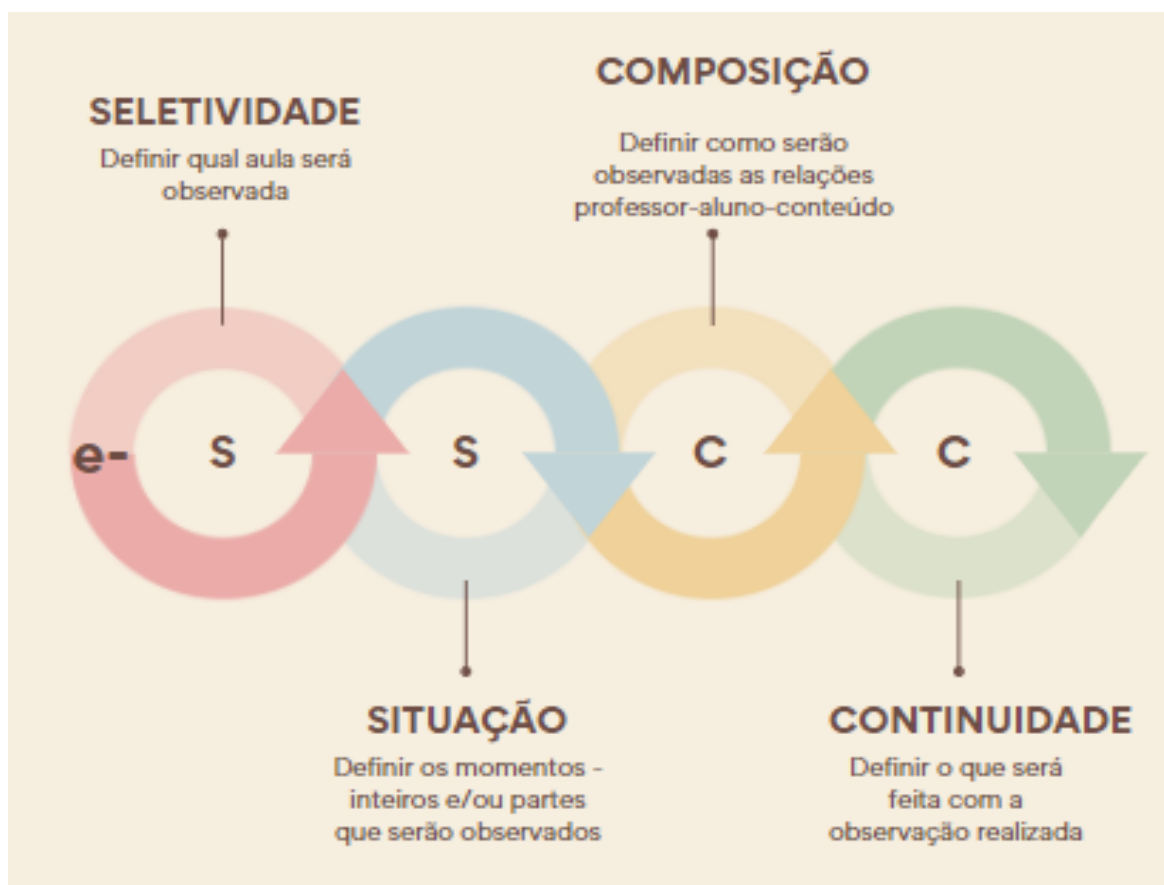 SELETIVIDADE
Definir qual aula será
observada
COMPOSIÇÃO
Definir como serão
observadas as relações
professor-aluno-conteúdo
e-
S
S
C
C
SITUAÇÃO
Definir os momentos -
inteiros e/ou partes
que serão observados
CONTINUIDADE
Definir o que será
feita com a
observação realizada